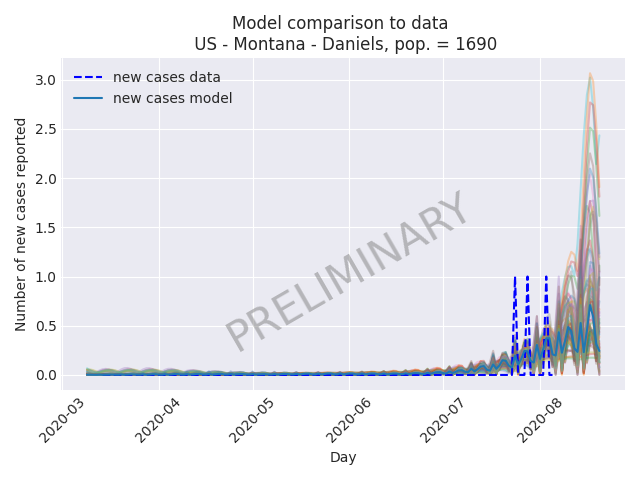 Model comparison to data
US - Montana - Daniels, pop. = 1690
new cases data
new cases model
Number of new cases reported
3.0
2.5
2.0
1.5
1.0
0.5
0.0
PRELIMINARY
2020-03
2020-04
2020-05
2020-06
2020-07
2020-08
Day